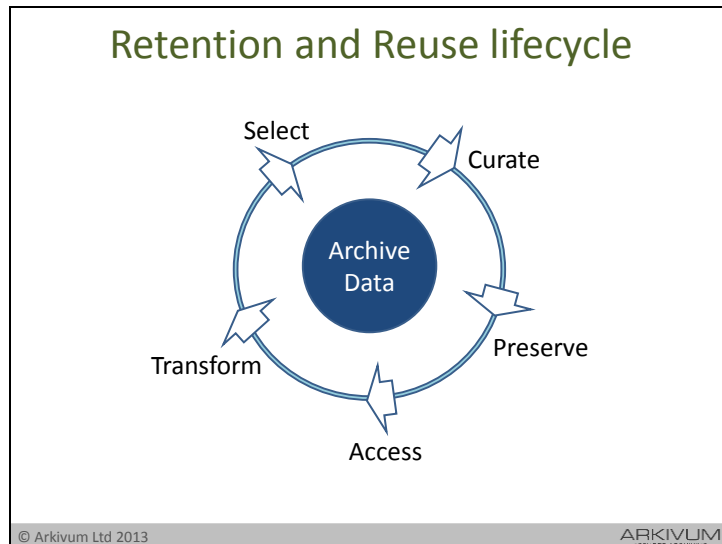 Retention and Reuse lifecycle
Select
Curate
Archive
Data
Preserve
Transform
Access
© Arkivum Ltd 2013
ARKIVUM